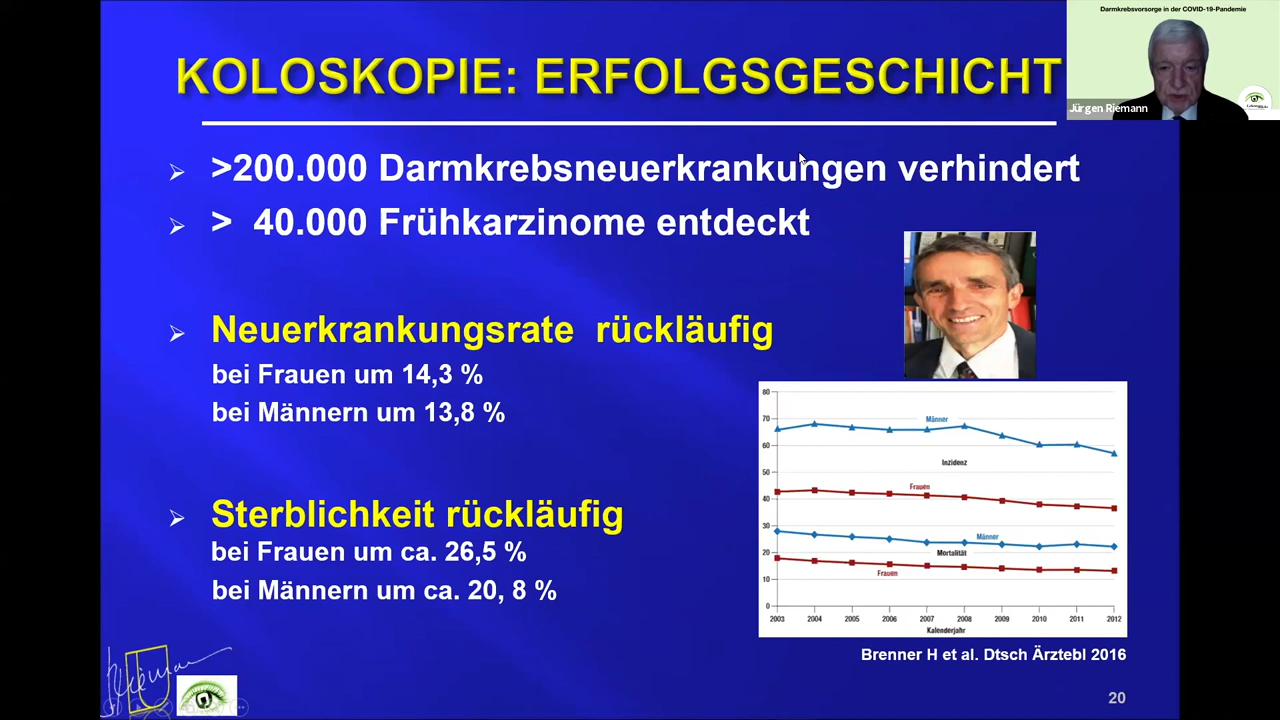 Darmkrebsvorsorge in der COVID-19-Pandemie
Jürgen Riemann
KOLOSKOPIE: ERFOLGSGESCHICHT
>200.000 Darmkrebsneuerkrankungen verhindert
> 40.000 Frühkarzinome entdeckt
Neuerkrankungsrate rückläufig
bei Frauen um 14,3 %
bei Männern um 13,8 %
Sterblichkeit rückläufig
bei Frauen um ca. 26,5 %
bei Männern um ca. 20, 8 %
80
70
60
50
40
30
20
10
0
Männer
Inzidenz
Frauen
Männer
Mortalität
Frauen
2003 2004 2005 2006 2007 2008 2009 2010 2011 2012
Kalenderjahr
Brenner H et al. Dtsch Ärztebl 2016
20